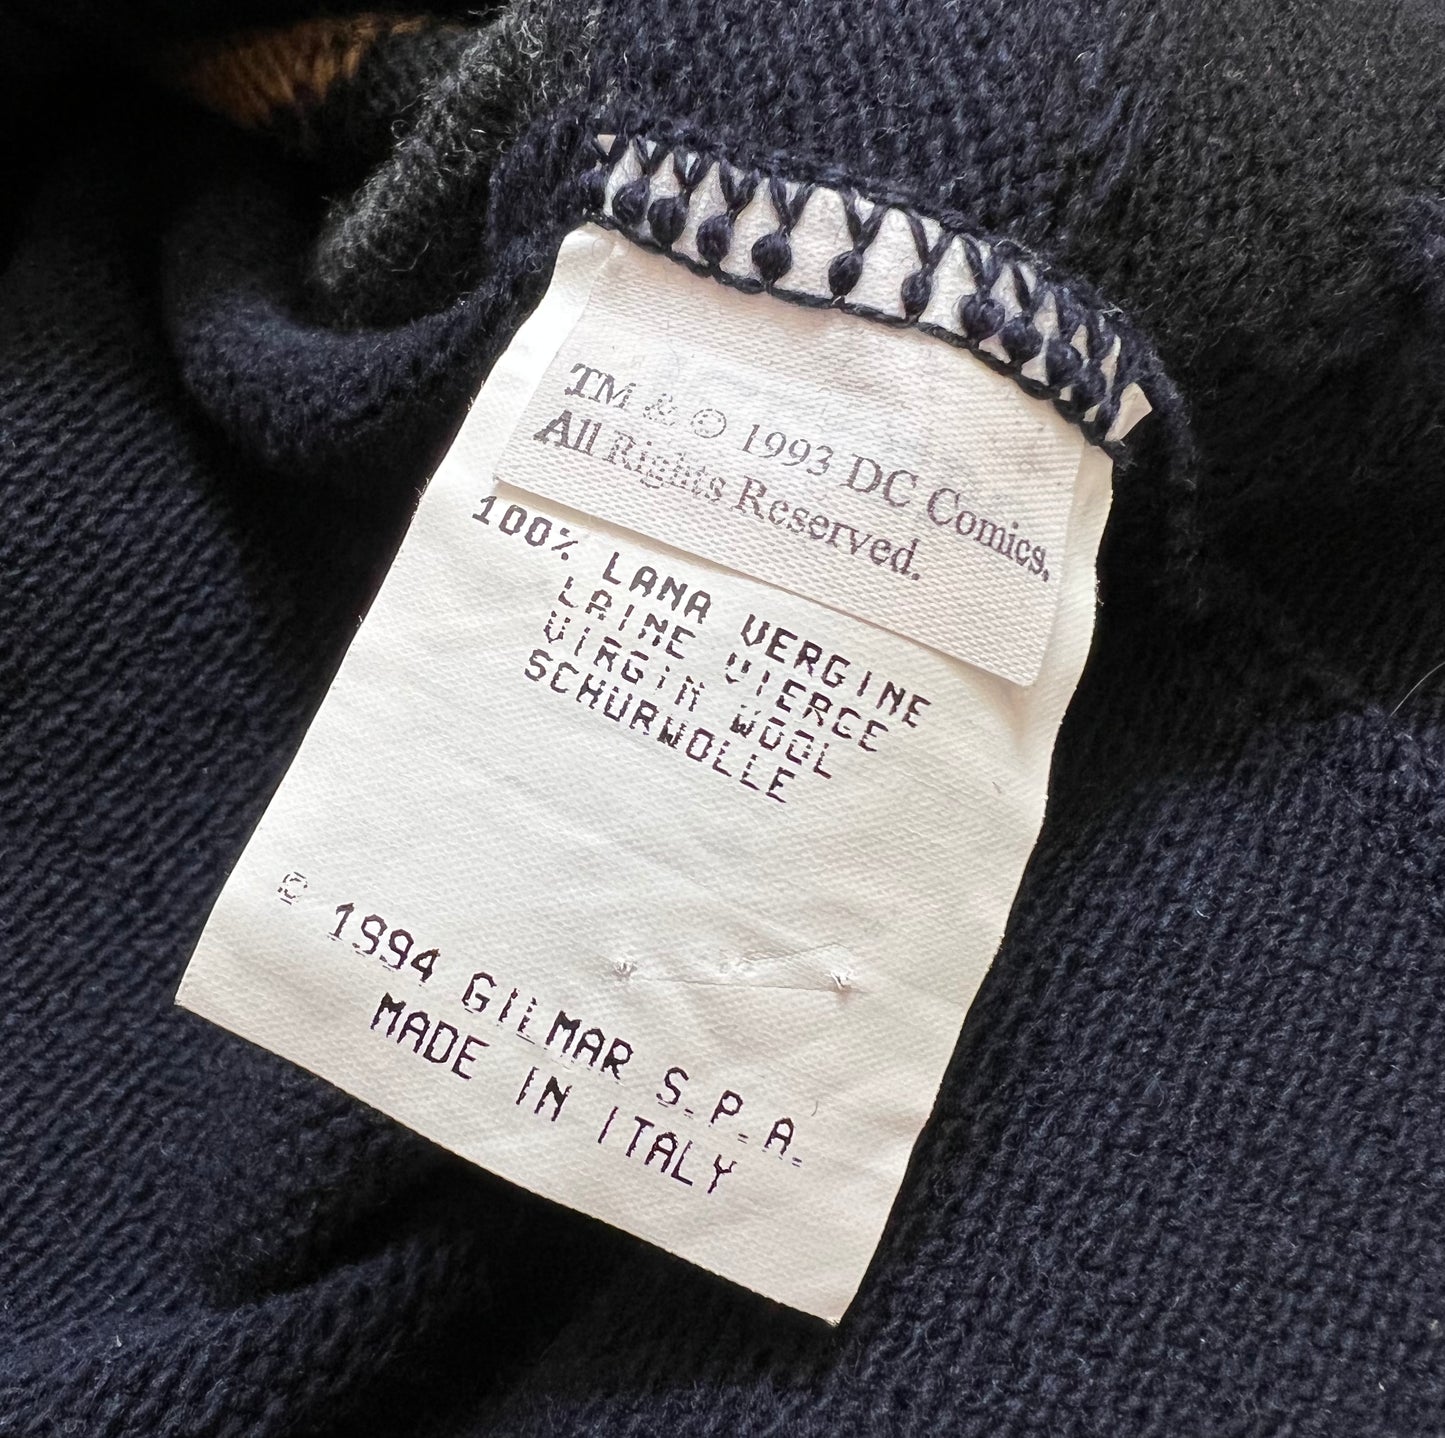 TM & © 1993 DC Comics.
All Rights Reserved.
100% LANA VERGINE
LAINE VIERGE
VIRGIN WOOL
SCHURWOLLE
© 1994 GILMAR S.P.A.
MADE IN ITALY